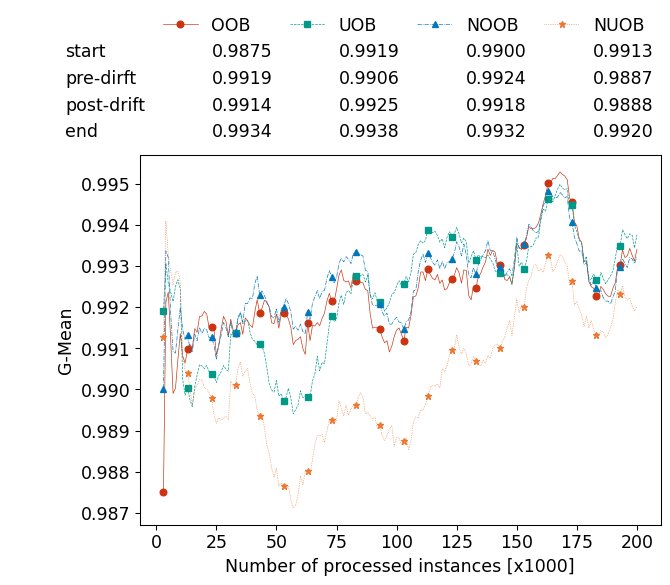 OOB UOB NOOB NUOB
start 0.9875 0.9919 0.9900 0.9913
pre-dirft 0.9919 0.9906 0.9924 0.9887
post-drift 0.9914 0.9925 0.9918 0.9888
end 0.9934 0.9938 0.9932 0.9920
0.995
0.994
0.993
0.992
0.991
0.990
0.989
0.988
0.987
G-Mean
0 25 50 75 100 125 150 175 200
Number of processed instances [x1000]